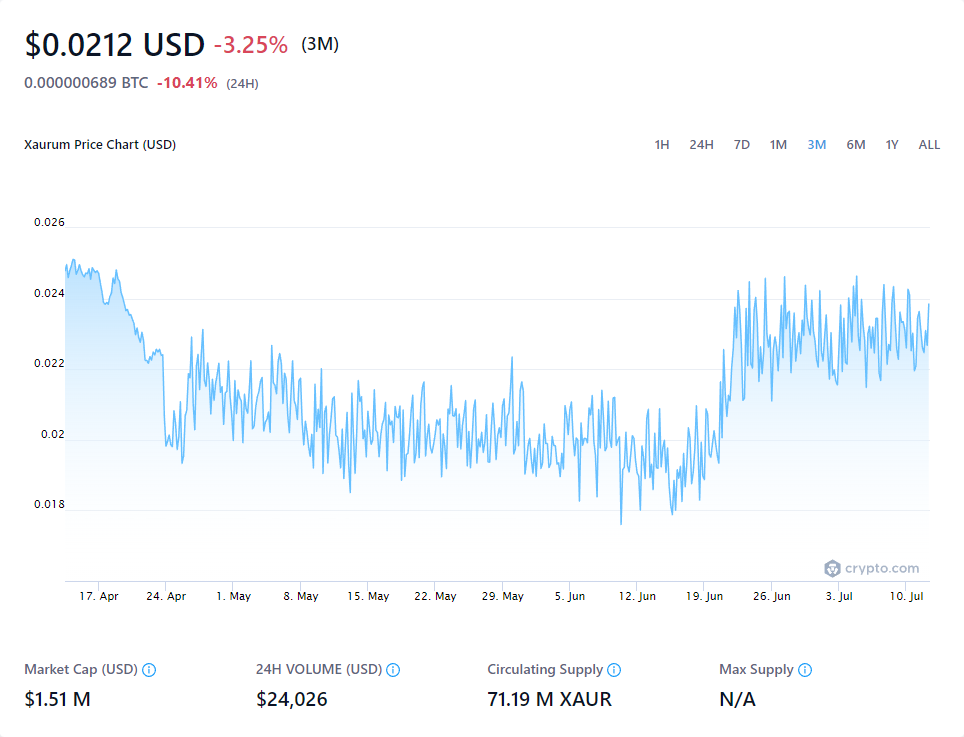 $0.0212 USD -3.25% (3M)
0.000000689 BTC -10.41% (24H)
Xaurum Price Chart (USD) 1H 24H 7D 1M 3M 6M 1Y ALL
0.026
0.024
0.022
0.02
0.018
crypto.com
17. Apr 24. Apr 1. May 8. May 15. May 22. May 29. May 5. Jun 12. Jun 19. Jun 26. Jun 3. Jul 10. Jul
Market Cap (USD) 24H VOLUME (USD) Circulating Supply Max Supply
$1.51 M $24,026 71.19 M XAUR N/A